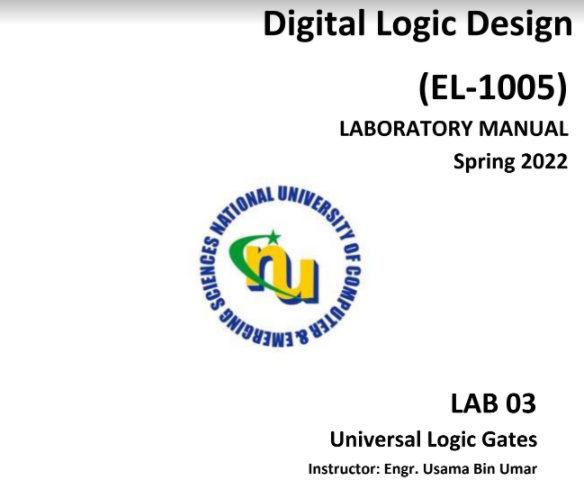 Digital Logic Design
(EL-1005)
LABORATORY MANUAL
Spring 2022
NATIONAL UNIVERSITY OF COMPUTER & EMERGING SCIENCES
nu
LAB 03
Universal Logic Gates
Instructor: Engr. Usama Bin Umar